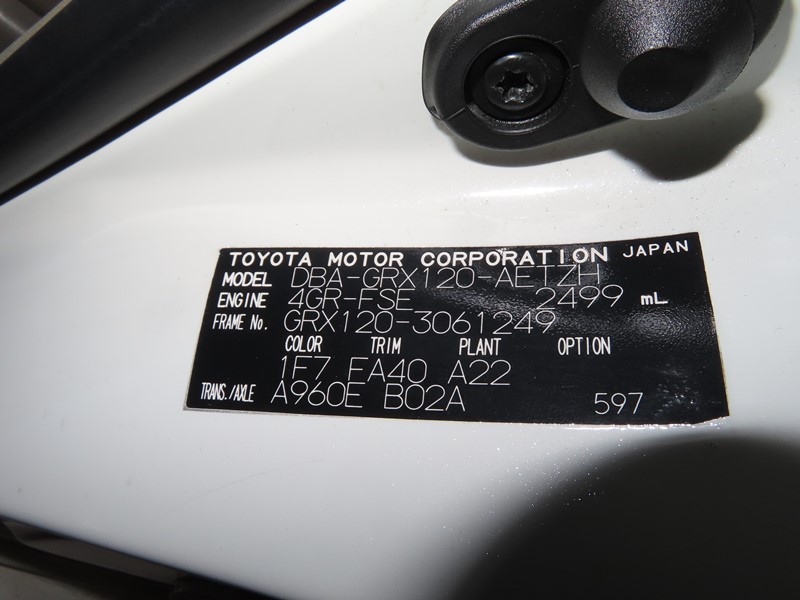 TOYOTA MOTOR CORPORATION JAPAN
MODEL DBA-GRX120-AETZH
ENGINE 4GR-FSE 2499 mL
FRAME No. GRX120-3061249
COLOR TRIM PLANT OPTION
1F7 FA40 A22
TRANS./AXLE A960E B02A 597